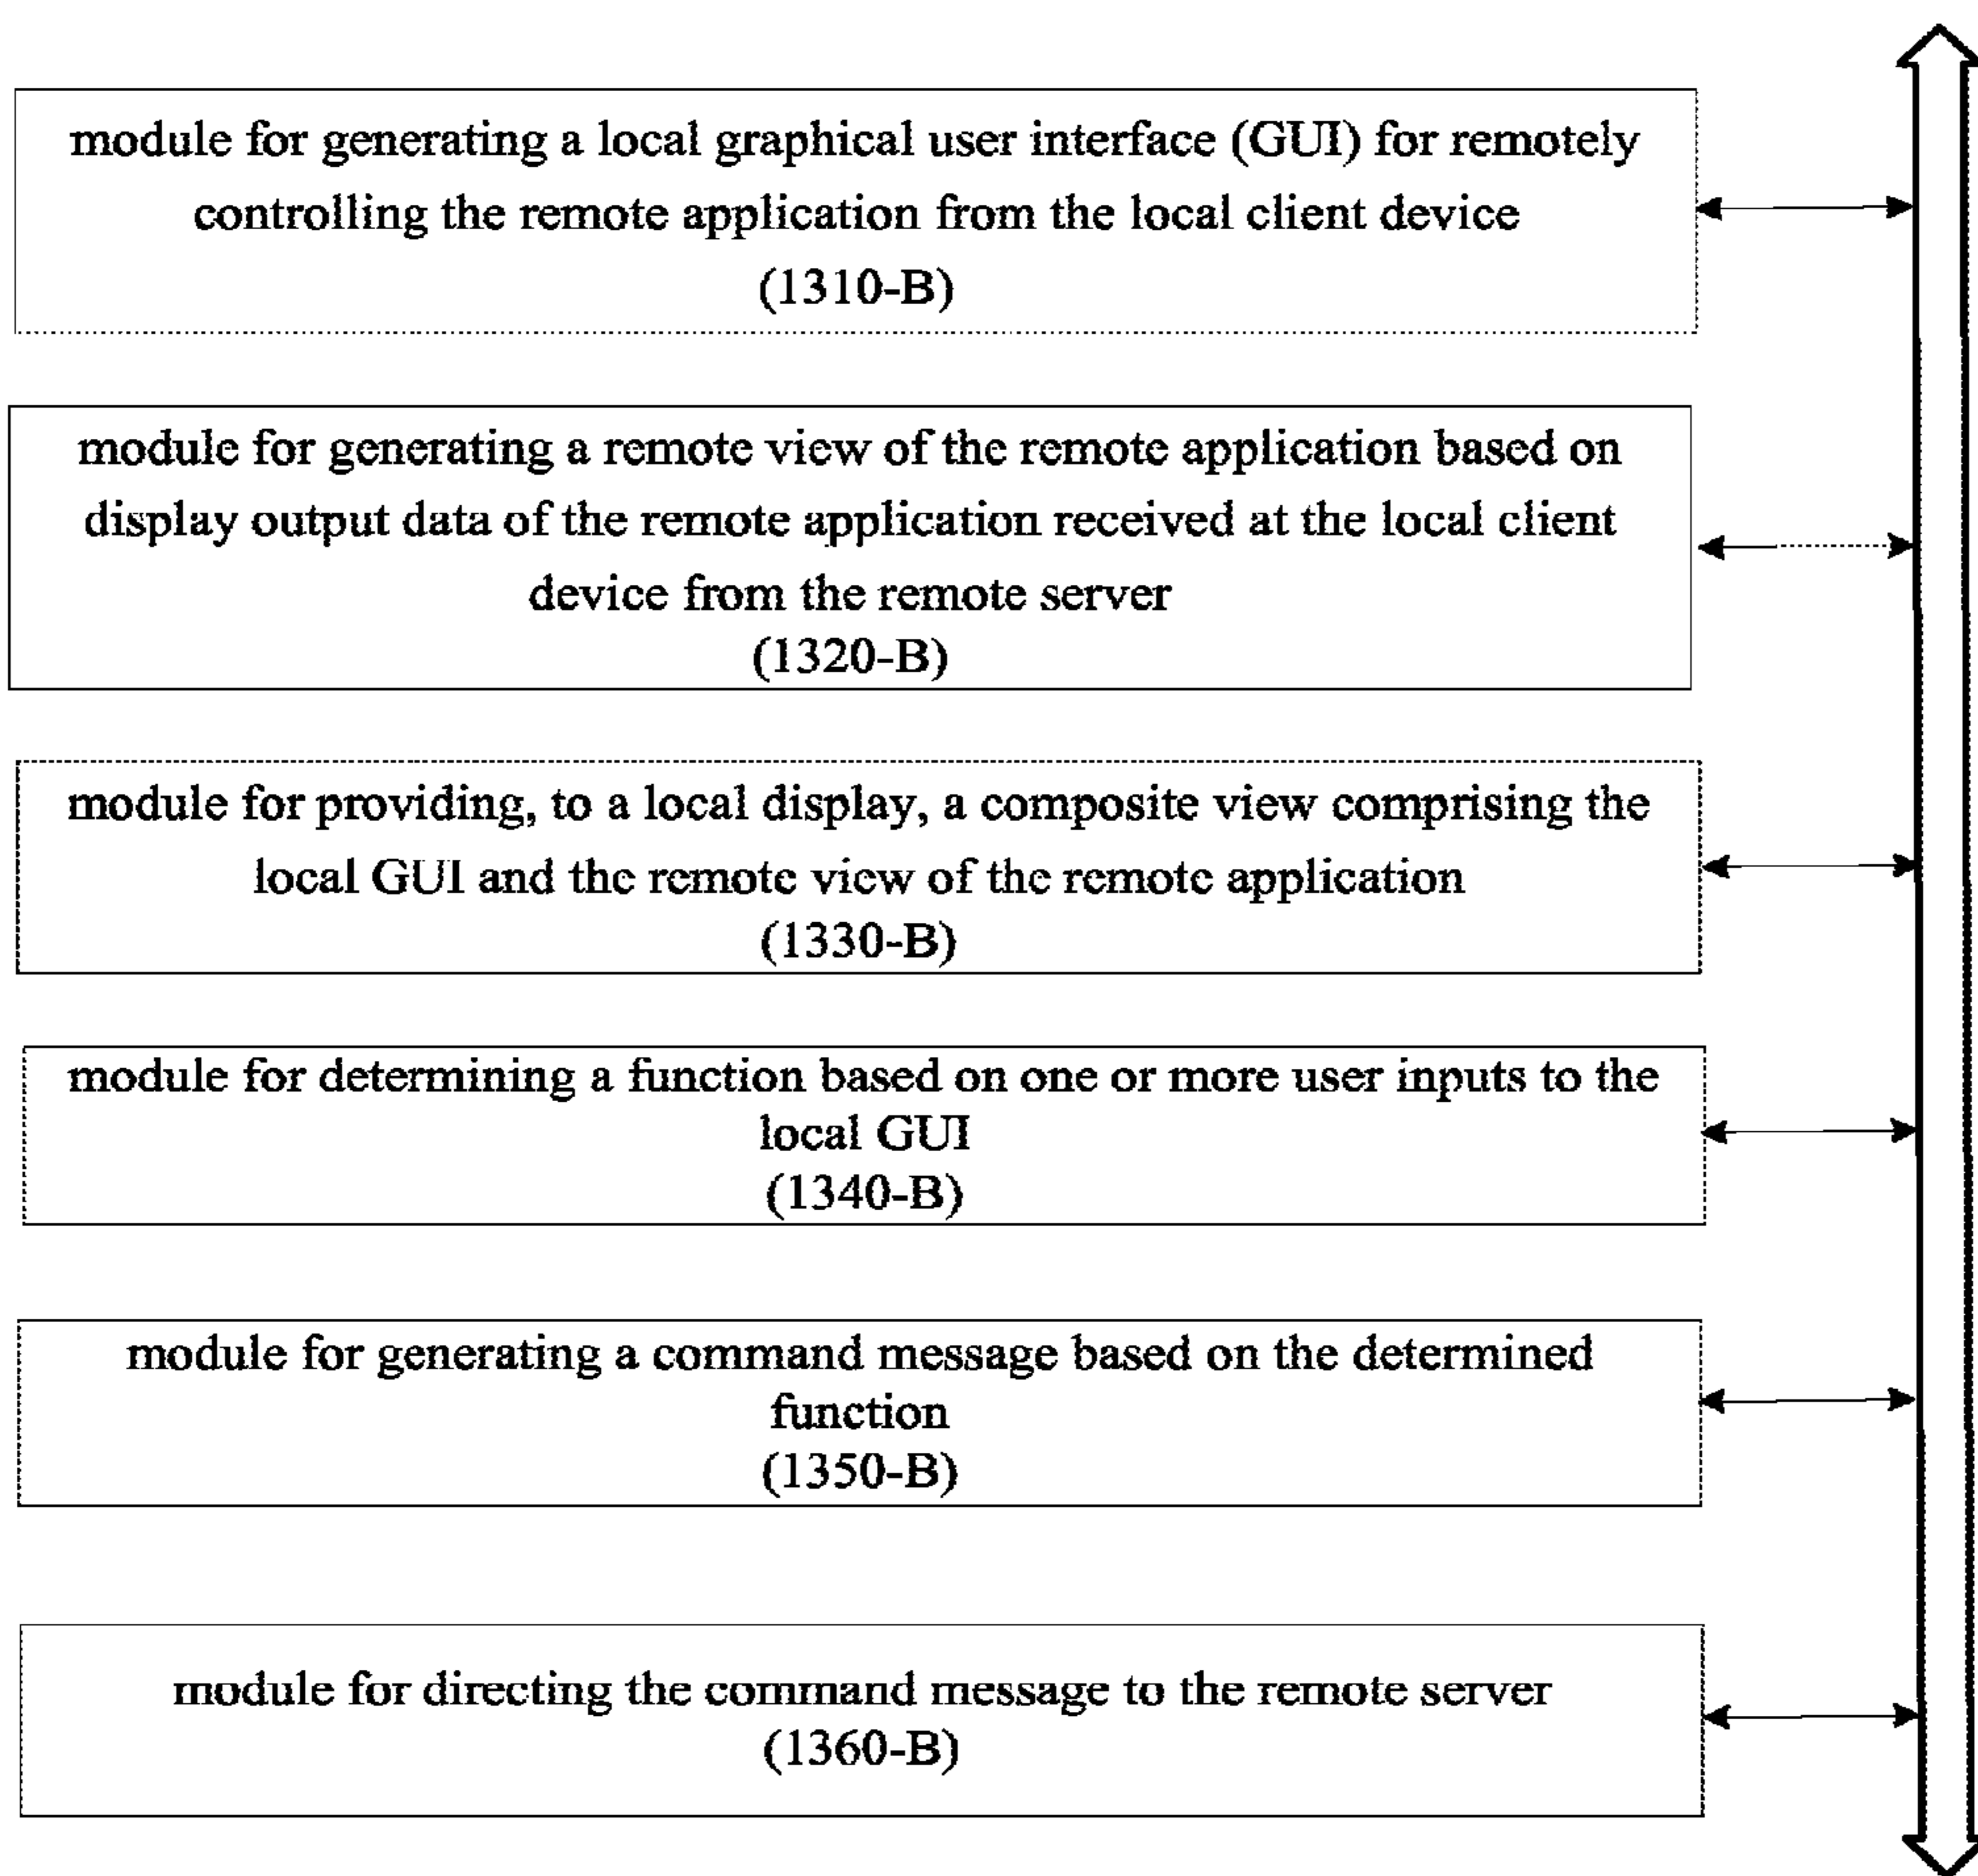 module for generating a local graphical user interface (GUI) for remotely
controlling the remote application from the local client device
(1310-B)
module for generating a remote view of the remote application based on
display output data of the remote application received at the local client
device from the remote server
(1320-B)
module for providing, to a local display, a composite view comprising the
local GUI and the remote view of the remote application
(1330-B)
module for determining a function based on one or more user inputs to the
local GUI
(1340-B)
module for generating a command message based on the determined
function
(1350-B)
module for directing the command message to the remote server
(1360-B)